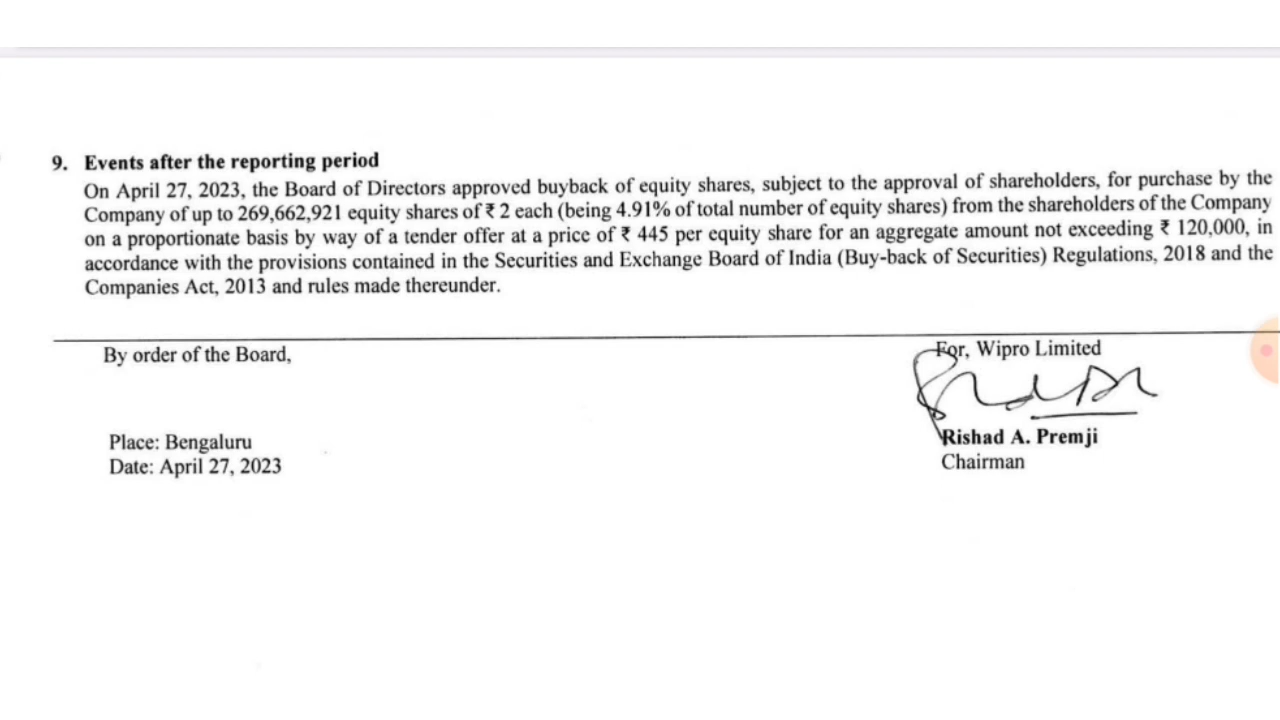 9. Events after the reporting period
On April 27, 2023, the Board of Directors approved buyback of equity shares, subject to the approval of shareholders, for purchase by the
Company of up to 269,662,921 equity shares of ₹ 2 each (being 4.91% of total number of equity shares) from the shareholders of the Company
on a proportionate basis by way of a tender offer at a price of ₹ 445 per equity share for an aggregate amount not exceeding ₹ 120,000, in
accordance with the provisions contained in the Securities and Exchange Board of India (Buy-back of Securities) Regulations, 2018 and the
Companies Act, 2013 and rules made thereunder.
By order of the Board,
For, Wipro Limited
Rishad A. Premji
Chairman
Place: Bengaluru
Date: April 27, 2023